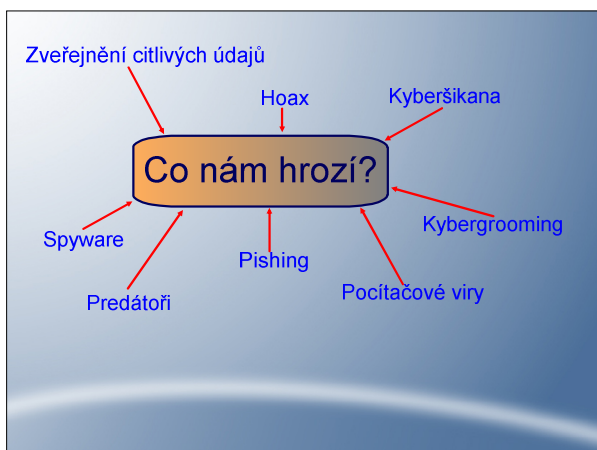 Zveřejnění citlivých údajů
Hoax
Kyberšikana
Co nám hrozí?
Spyware
Kybergrooming
Pishing
Predátoři
Pocítačové viry